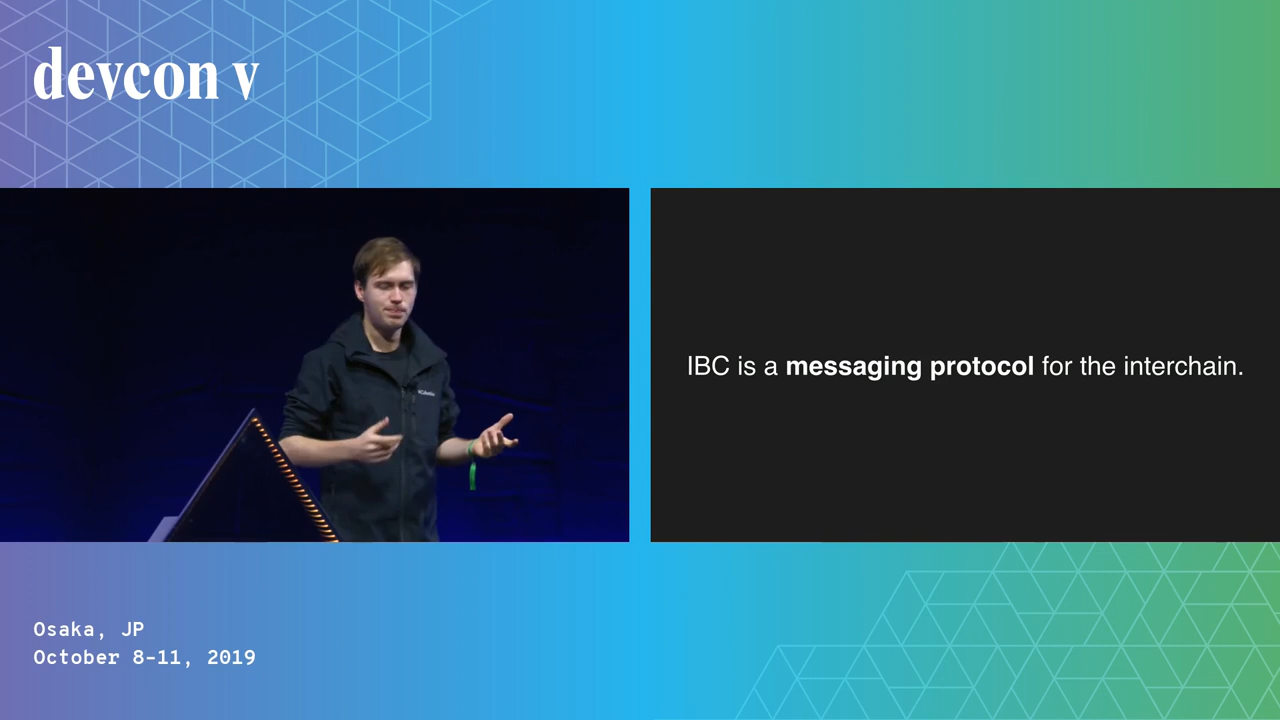 devcon v
IBC is a messaging protocol for the interchain.
Osaka, JP
October 8-11, 2019